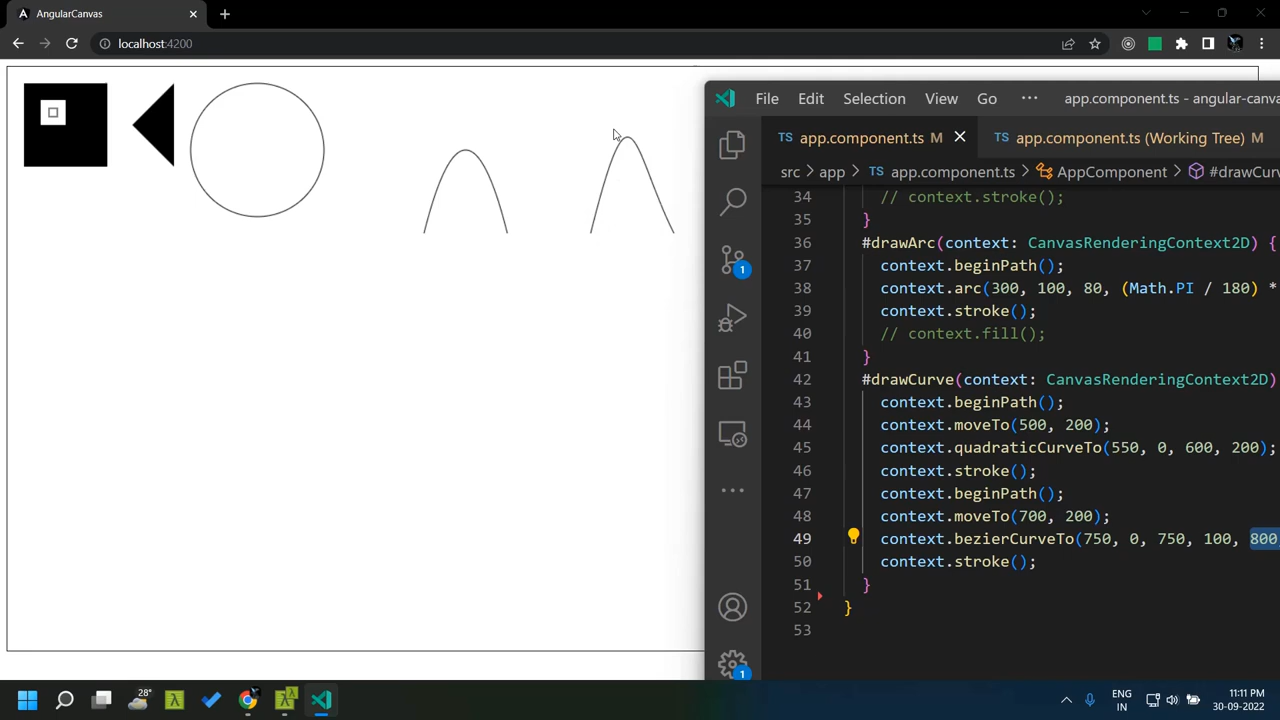 AngularCanvas
localhost:4200
File Edit Selection View Go ··· app.component.ts - angular-canva
TS app.component.ts M TS app.component.ts (Working Tree) M
src app TS app.component.ts AppComponent #drawCurv
34 // context.stroke();
35 }
36 #drawArc(context: CanvasRenderingContext2D) {
37 context.beginPath();
38 context.arc(300, 100, 80, (Math.PI / 180) *
39 context.stroke();
40 // context.fill();
41 }
42 #drawCurve(context: CanvasRenderingContext2D)
43 context.beginPath();
44 context.moveTo(500, 200);
45 context.quadraticCurveTo(550, 0, 600, 200);
46 context.stroke();
47 context.beginPath();
48 context.moveTo(700, 200);
49 context.bezierCurveTo(750, 0, 750, 100, 800
50 context.stroke();
51 }
52 }
53
1
1
28°
ENG
IN
11:11 PM
30-09-2022